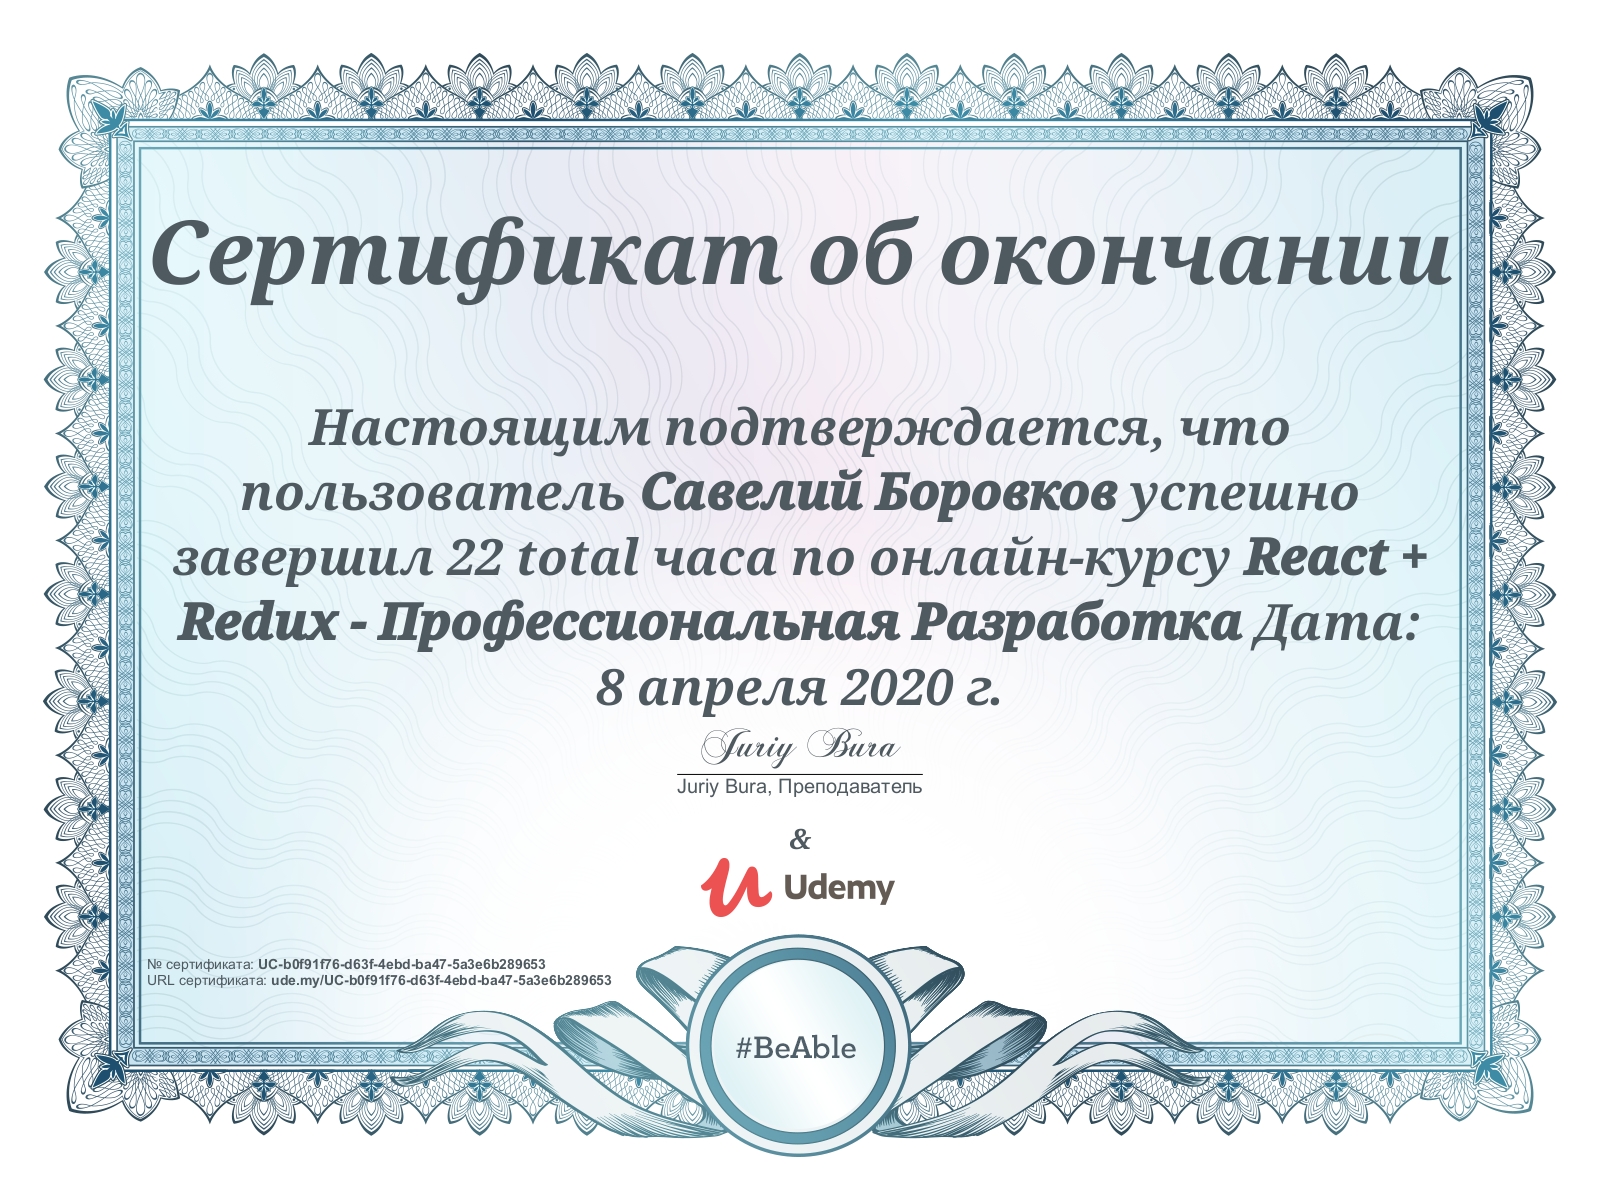 Сертификат об окончании
Настоящим подтверждается, что
пользователь Савелий Боровков успешно
завершил 22 total часа по онлайн-курсу React +
Redux - Профессиональная Разработка Дата:
8 апреля 2020 г.
Juriy Bura
Juriy Bura, Преподаватель
&
Udemy
№ сертификата: UC-b0f91f76-d63f-4ebd-ba47-5a3e6b289653
URL сертификата: ude.my/UC-b0f91f76-d63f-4ebd-ba47-5a3e6b289653
#BeAble